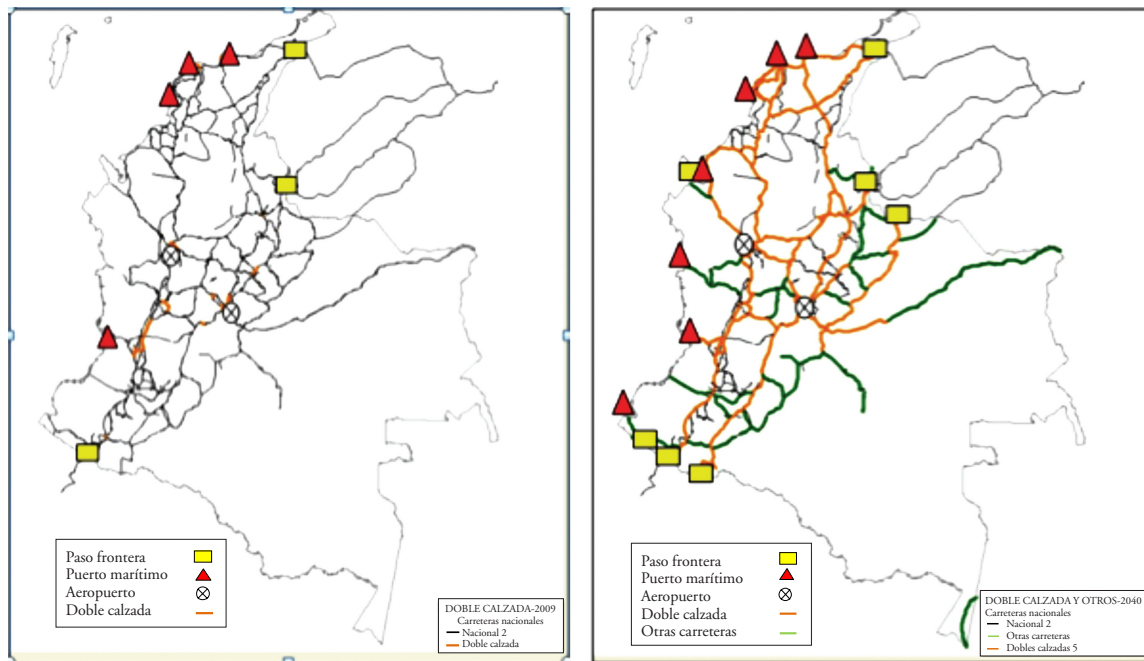 Paso frontera
Puerto marítimo
Aeropuerto
Doble calzada
DOBLE CALZADA-2009
Carreteras nacionales
Nacional 2
Doble calzada
Paso frontera
Puerto marítimo
Aeropuerto
Doble calzada
Otras carreteras
DOBLE CALZADA Y OTROS-2040
Carreteras nacionales
Nacional 2
Otras carreteras
Dobles calzadas 5